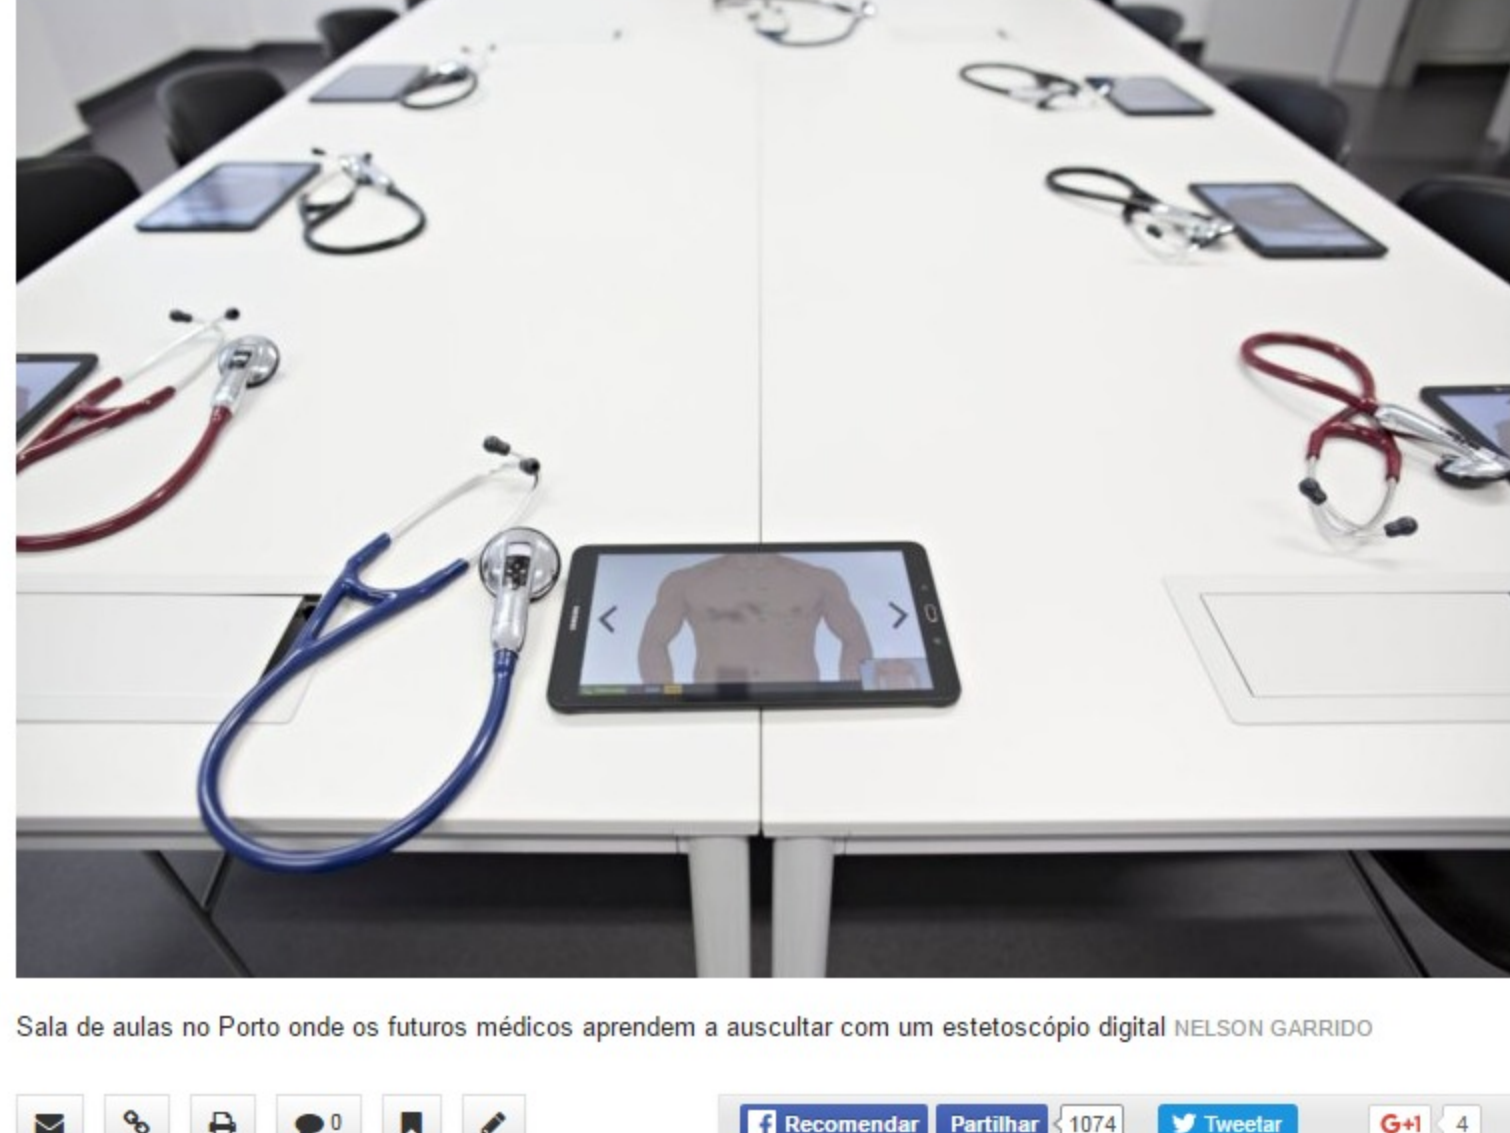 Sala de aulas no Porto onde os futuros médicos aprendem a auscultar com um estetoscópio digital NELSON GARRIDO
0 Recomendar Partilhar 1074 Tweetar G+1 4